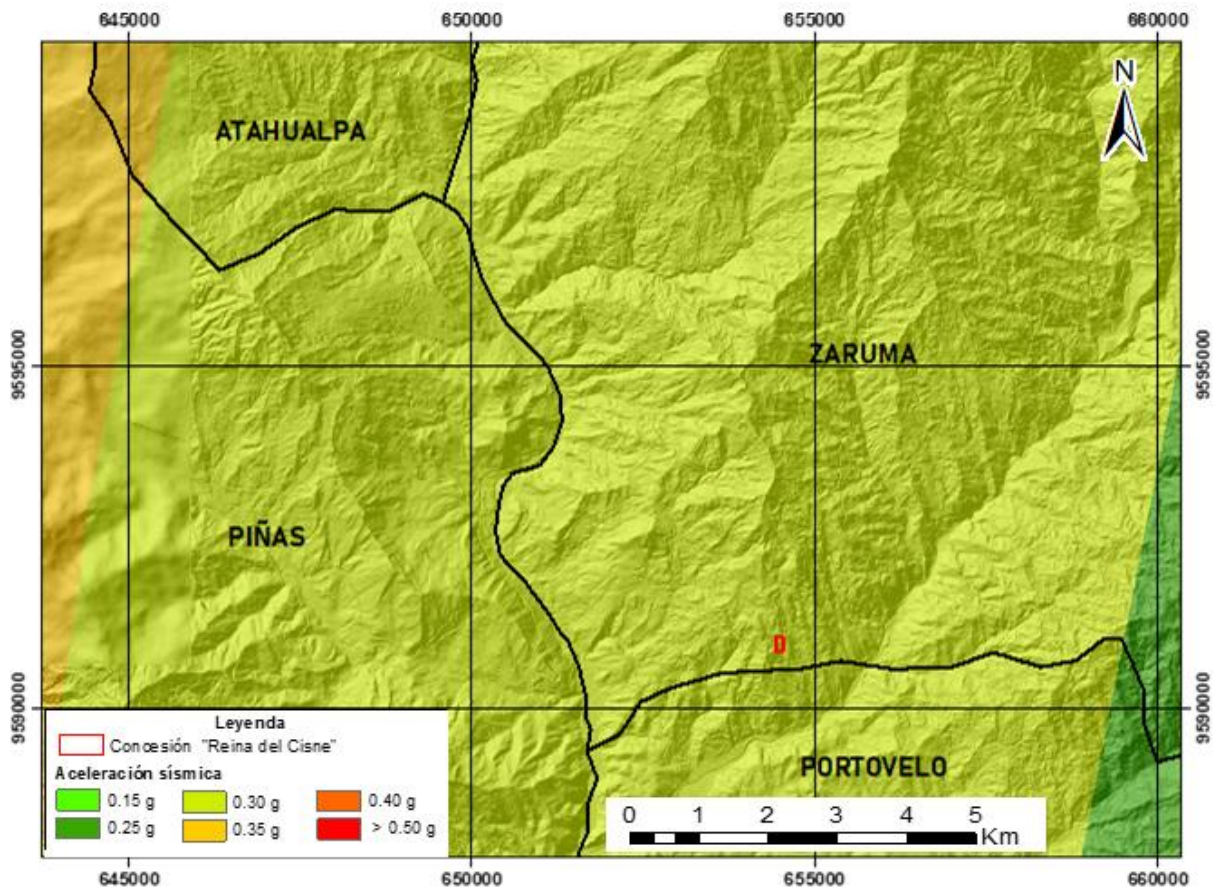 645000 650000 655000 660000
N
ATAHUALPA
ZARUMA
9595000 9595000
PIÑAS
9590000 9590000
PORTOVELO
Leyenda
Concesión "Reina del Cisne"
Aceleración sísmica
0.15 g 0.30 g 0.40 g
0.25 g 0.35 g > 0.50 g
0 1 2 3 4 5
Km
645000 650000 655000 660000